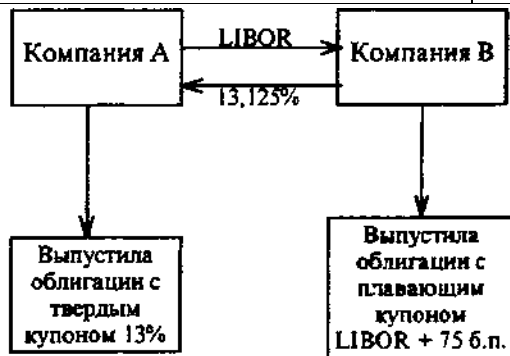 Компания А
LIBOR
Компания В
13,125%
Выпустила
облигации с
твердым
купоном 13%
Выпустила
облигации с
плавающим
купоном
LIBOR + 75 б.п.